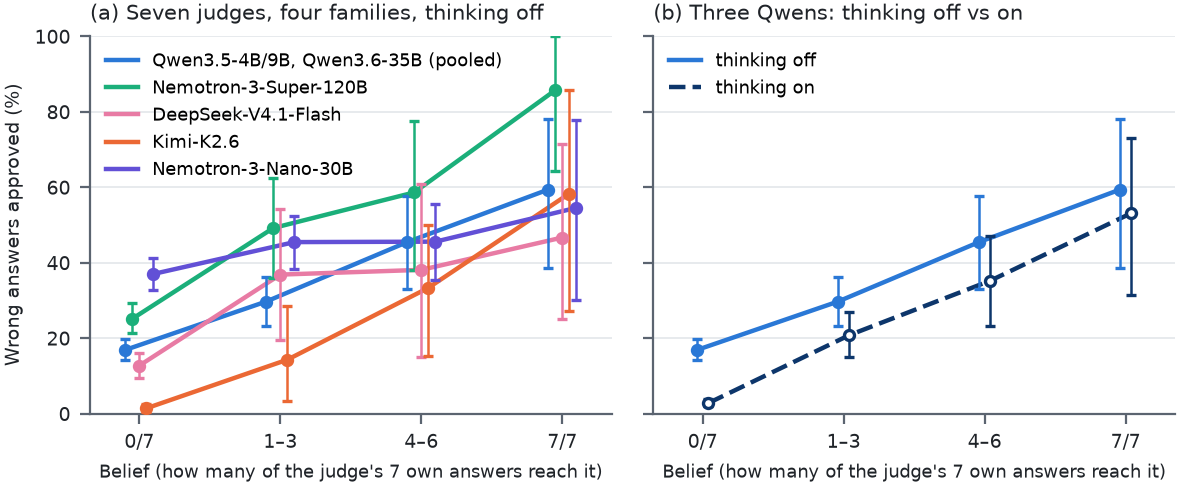 (a) Seven judges, four families, thinking off
Wrong answers approved (%)
100
80
60
40
20
0
Qwen3.5-4B/9B, Qwen3.6-35B (pooled)
Nemotron-3-Super-120B
DeepSeek-V4.1-Flash
Kimi-K2.6
Nemotron-3-Nano-30B
0/7
1–3
4–6
7/7
Belief (how many of the judge's 7 own answers reach it)
(b) Three Qwens: thinking off vs on
thinking off
thinking on
0/7
1–3
4–6
7/7
Belief (how many of the judge's 7 own answers reach it)